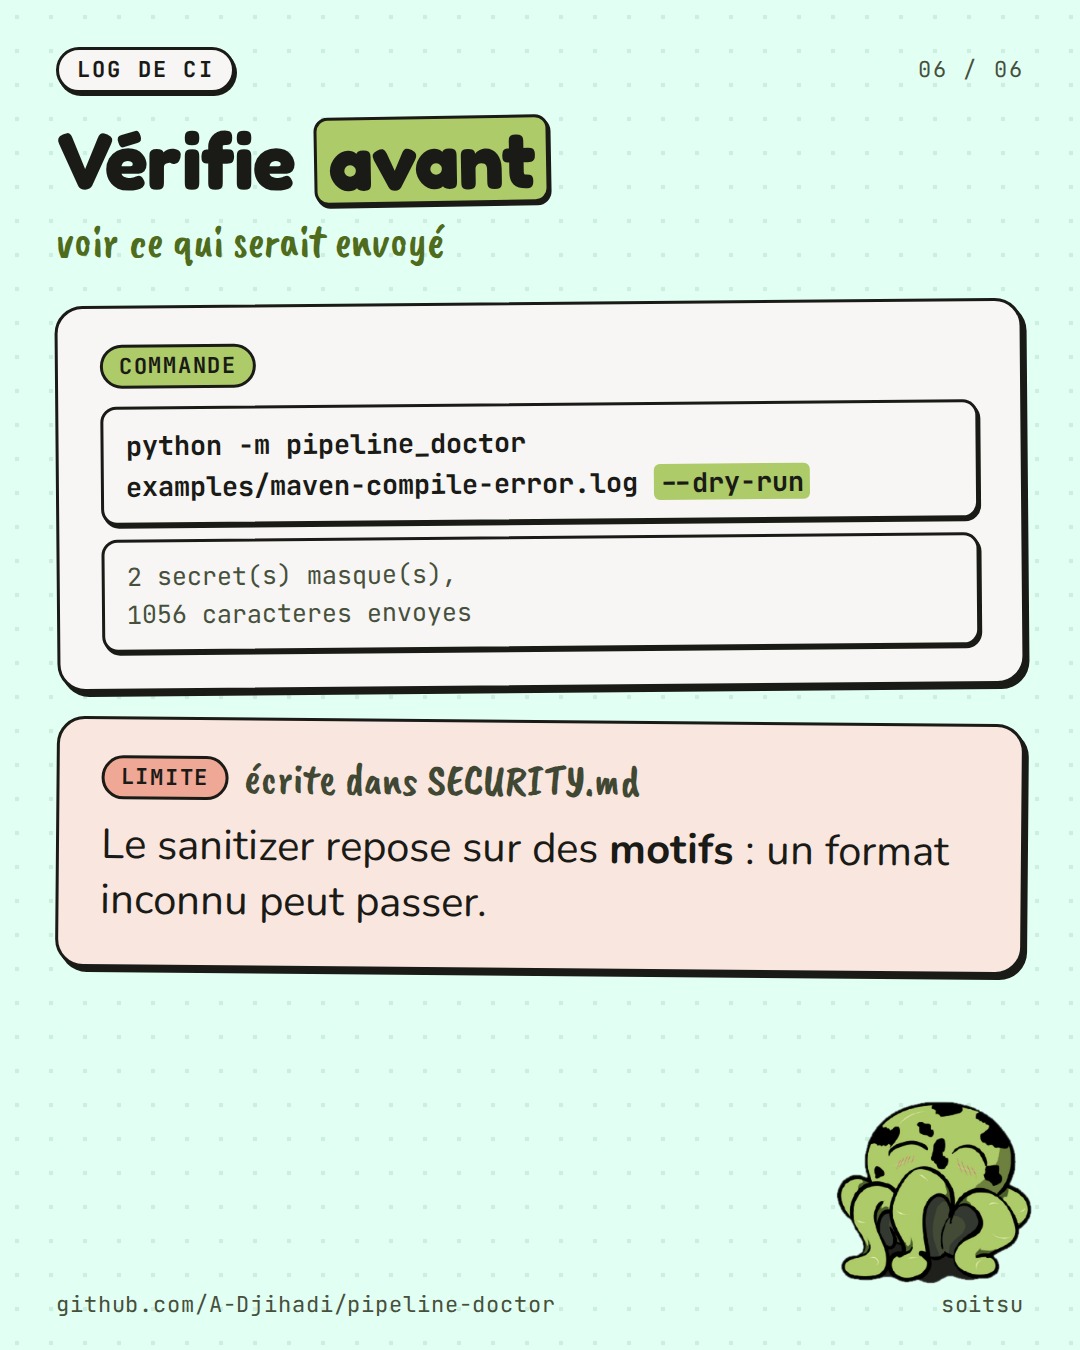 LOG DE CI
06 / 06
Vérifie avant
voir ce qui serait envoyé
COMMANDE
python -m pipeline_doctor
examples/maven-compile-error.log --dry-run
2 secret(s) masque(s),
1056 caracteres envoyes
LIMITE écrite dans SECURITY.md
Le sanitizer repose sur des motifs : un format
inconnu peut passer.
github.com/A-Djihadi/pipeline-doctor
soitsu